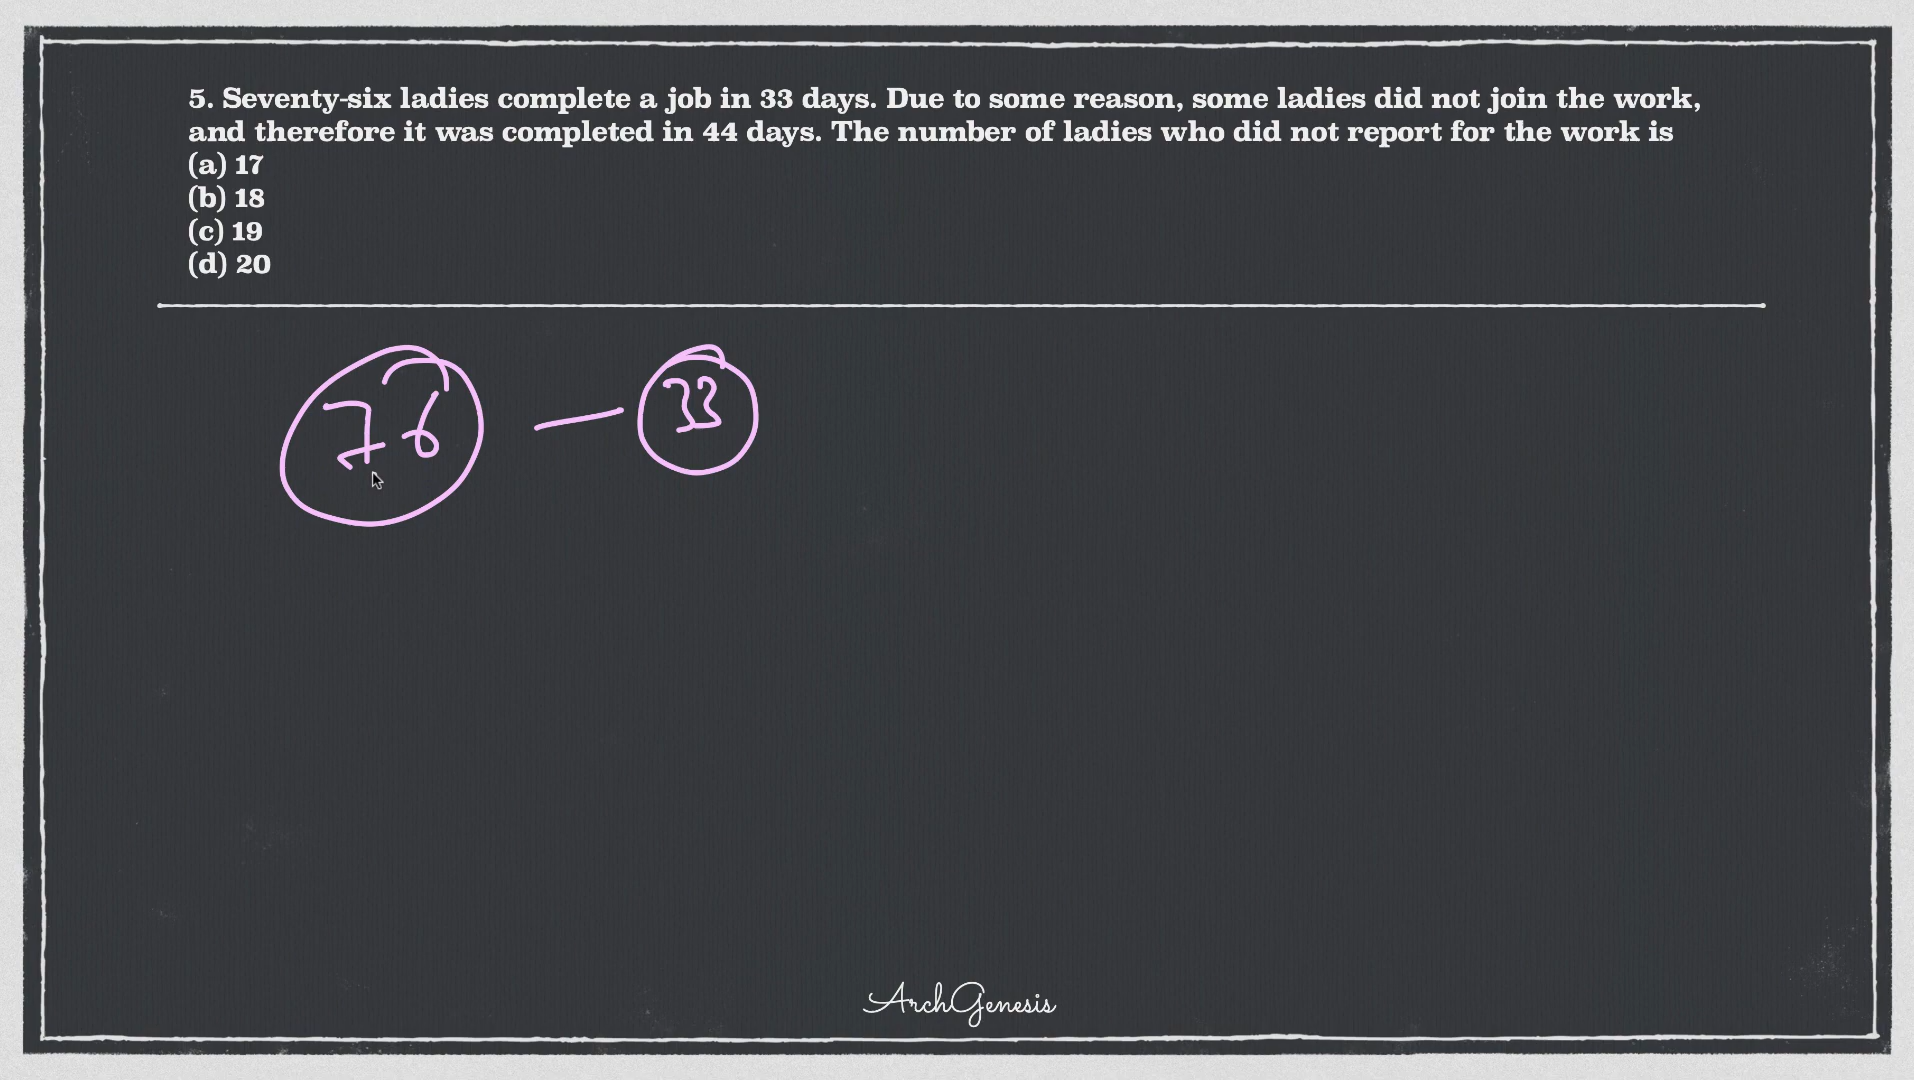 5. Seventy-six ladies complete a job in 33 days. Due to some reason, some ladies did not join the work,
and therefore it was completed in 44 days. The number of ladies who did not report for the work is
(a) 17
(b) 18
(c) 19
(d) 20
76 — 33
ArchGenesis